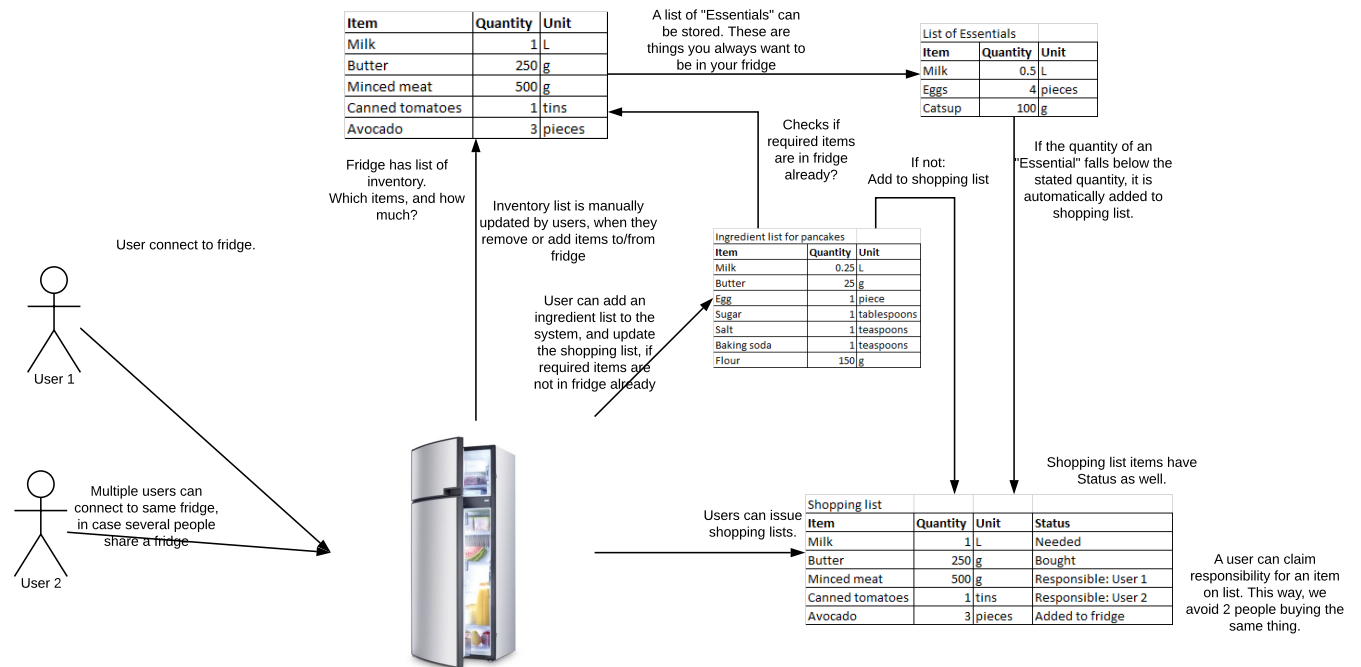 Item Quantity Unit
Milk 1 L
Butter 250 g
Minced meat 500 g
Canned tomatoes 1 tins
Avocado 3 pieces
A list of "Essentials" can
be stored. These are
things you always want to
be in your fridge
List of Essentials
Item Quantity Unit
Milk 0.5 L
Eggs 4 pieces
Catsup 100 g
Fridge has list of
inventory.
Which items, and how
much?
Inventory list is manually
updated by users, when they
remove or add items to/from
fridge
Checks if
required items
are in fridge
already?
If not:
Add to shopping list
If the quantity of an
"Essential" falls below the
stated quantity, it is
automatically added to
shopping list.
User connect to fridge.
User 1
Multiple users can
connect to same fridge,
in case several people
share a fridge
User 2
User can add an
ingredient list to the
system, and update
the shopping list, if
required items are
not in fridge already
Ingredient list for pancakes
Item Quantity Unit
Milk 0.25 L
Butter 25 g
Egg 1 piece
Sugar 1 tablespoons
Salt 1 teaspoons
Baking soda 1 teaspoons
Flour 150 g
Users can issue
shopping lists.
Shopping list items have
Status as well.
Shopping list
Item Quantity Unit Status
Milk 1 L Needed
Butter 250 g Bought
Minced meat 500 g Responsible: User 1
Canned tomatoes 1 tins Responsible: User 2
Avocado 3 pieces Added to fridge
A user can claim
responsibility for an item
on list. This way, we
avoid 2 people buying the
same thing.